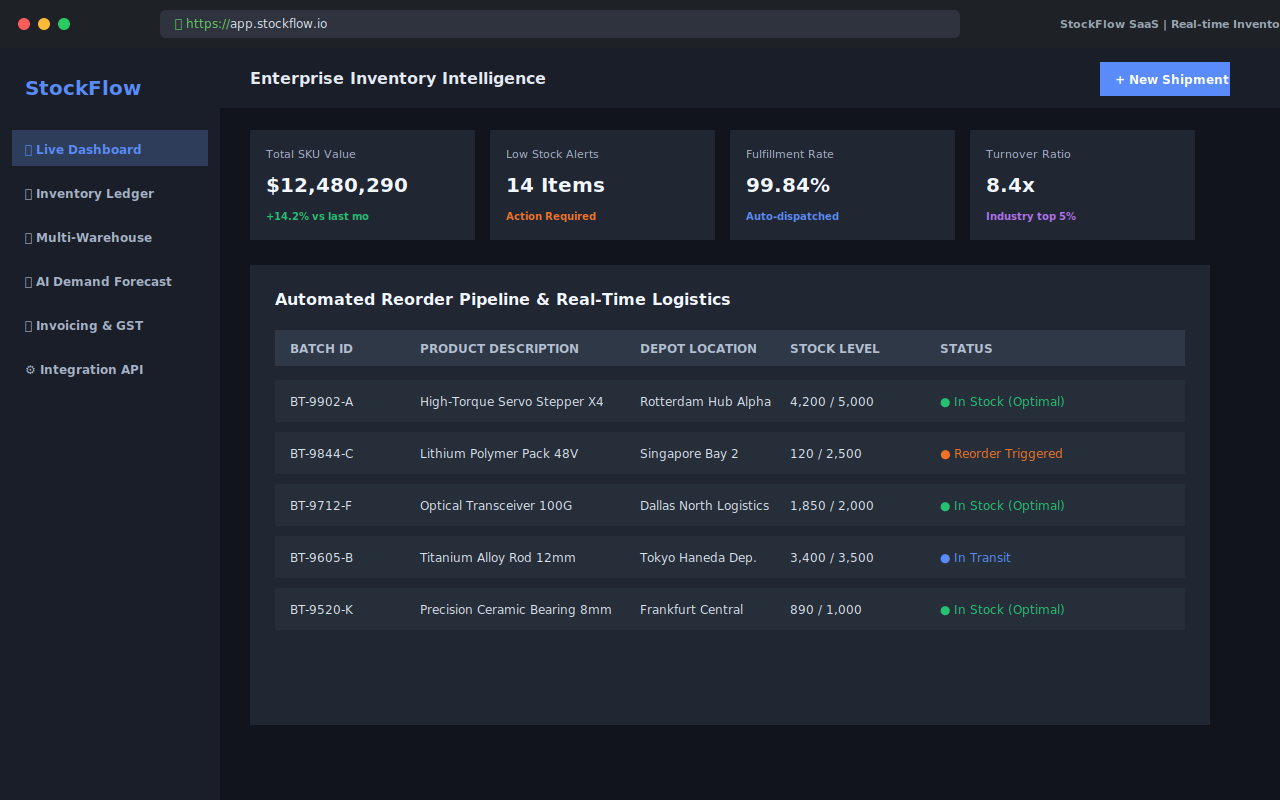 https://app.stockflow.io
StockFlow SaaS | Real-time Invento
StockFlow
Enterprise Inventory Intelligence
+ New Shipment
Live Dashboard
Inventory Ledger
Multi-Warehouse
AI Demand Forecast
Invoicing & GST
⚙ Integration API
Total SKU Value
$12,480,290
+14.2% vs last mo
Low Stock Alerts
14 Items
Action Required
Fulfillment Rate
99.84%
Auto-dispatched
Turnover Ratio
8.4x
Industry top 5%
Automated Reorder Pipeline & Real-Time Logistics
BATCH ID PRODUCT DESCRIPTION DEPOT LOCATION STOCK LEVEL STATUS
BT-9902-A High-Torque Servo Stepper X4 Rotterdam Hub Alpha 4,200 / 5,000 ● In Stock (Optimal)
BT-9844-C Lithium Polymer Pack 48V Singapore Bay 2 120 / 2,500 ● Reorder Triggered
BT-9712-F Optical Transceiver 100G Dallas North Logistics 1,850 / 2,000 ● In Stock (Optimal)
BT-9605-B Titanium Alloy Rod 12mm Tokyo Haneda Dep. 3,400 / 3,500 ● In Transit
BT-9520-K Precision Ceramic Bearing 8mm Frankfurt Central 890 / 1,000 ● In Stock (Optimal)